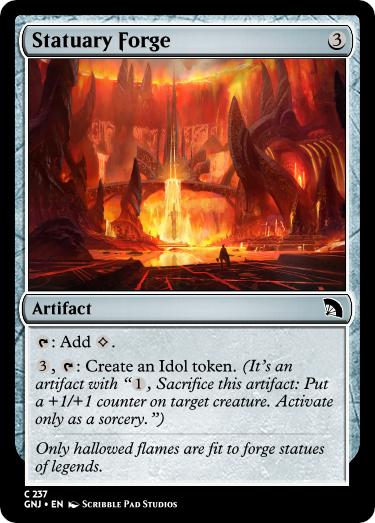 Statuary Forge 3
Artifact
: Add .
3, : Create an Idol token. (It's an
artifact with “1, Sacrifice this artifact: Put
a +1/+1 counter on target creature. Activate
only as a sorcery.”)
Only hallowed flames are fit to forge statues
of legends.
C 237
GNJ • EN Scribble Pad Studios